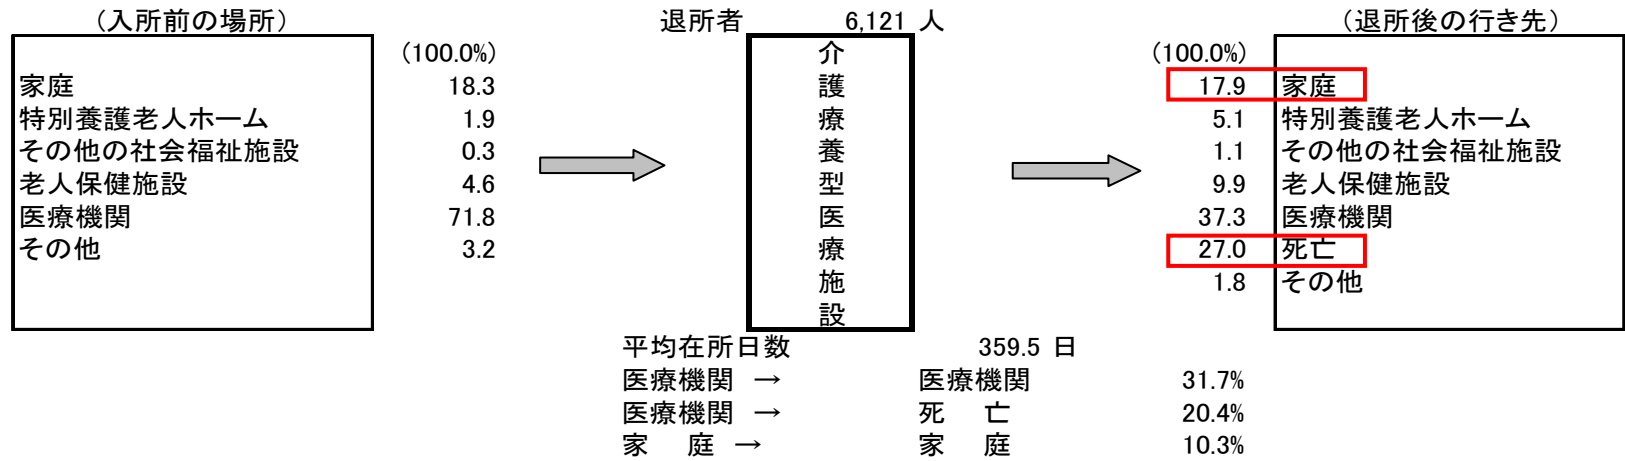 （入所前の場所）
(100.0%)
家庭 18.3
特別養護老人ホーム 1.9
その他の社会福祉施設 0.3
老人保健施設 4.6
医療機関 71.8
その他 3.2
退所者 6,121 人
介護療養型医療施設
（退所後の行き先）
(100.0%)
17.9 家庭
5.1 特別養護老人ホーム
1.1 その他の社会福祉施設
9.9 老人保健施設
37.3 医療機関
27.0 死亡
1.8 その他
平均在所日数 359.5 日
医療機関 → 医療機関 31.7%
医療機関 → 死 亡 20.4%
家 庭 → 家 庭 10.3%